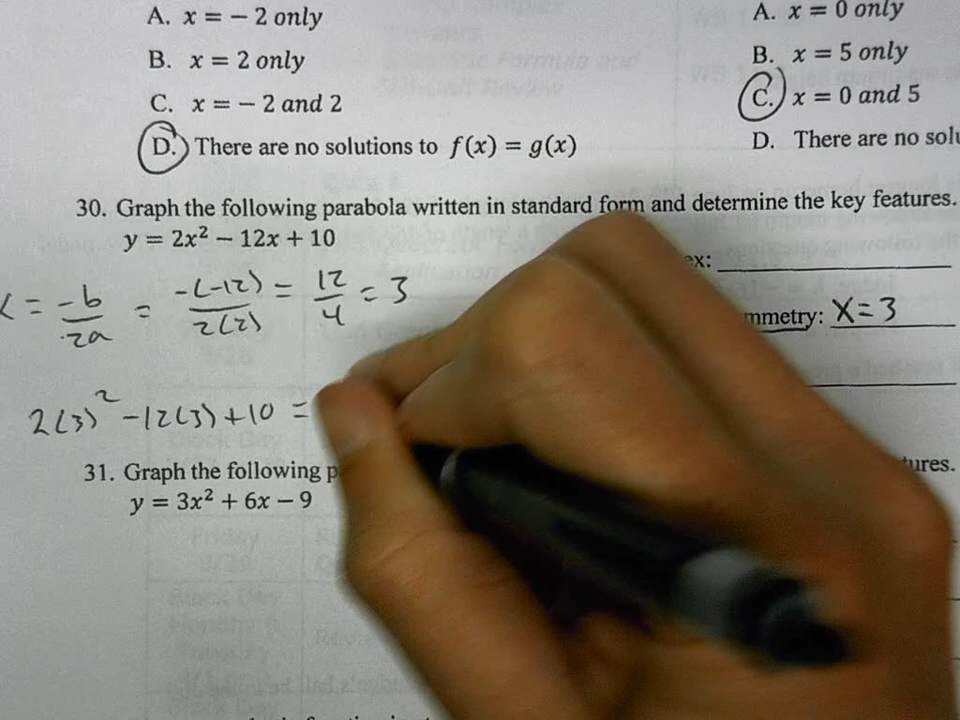 A. x = − 2 only
B. x = 2 only
C. x = − 2 and 2
D. There are no solutions to f(x) = g(x)
A. x = 0 only
B. x = 5 only
C. x = 0 and 5
D. There are no solu
30. Graph the following parabola written in standard form and determine the key features.
y = 2x² − 12x + 10
ex:
x = -b/2a = -(-12)/2(2) = 12/4 = 3
mmetry: x=3
2(3)² -12(3)+10 =
31. Graph the following p
tures.
y = 3x² + 6x − 9